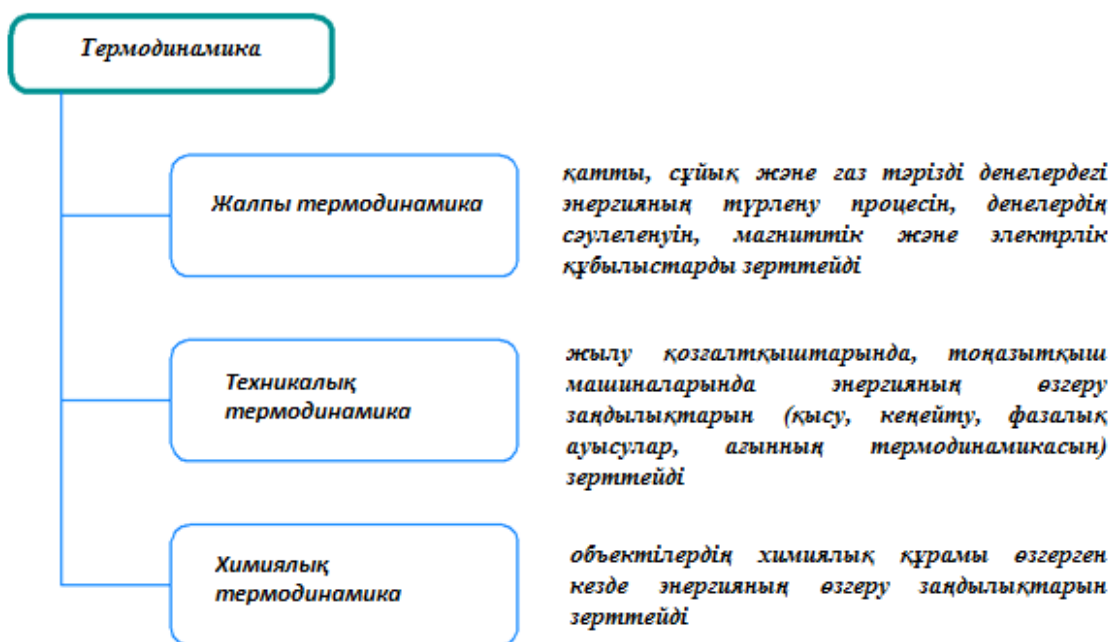 Термодинамика
Жалпы термодинамика
қатты, сұйық және газ тәрізді денелердегі
энергияның түрлену процесін, денелердің
сәулеленуін, магниттік және электрлік
құбылыстарды зерттейді
Техникалық
термодинамика
жылу қозғалтқыштарында, тоңазытқыш
машиналарында энергияның өзгеру
заңдылықтарын (қысу, кеңейту, фазалық
ауысулар, ағынның термодинамикасын)
зерттейді
Химиялық
термодинамика
объектілердің химиялық құрамы өзгерген
кезде энергияның өзгеру заңдылықтарын
зерттейді